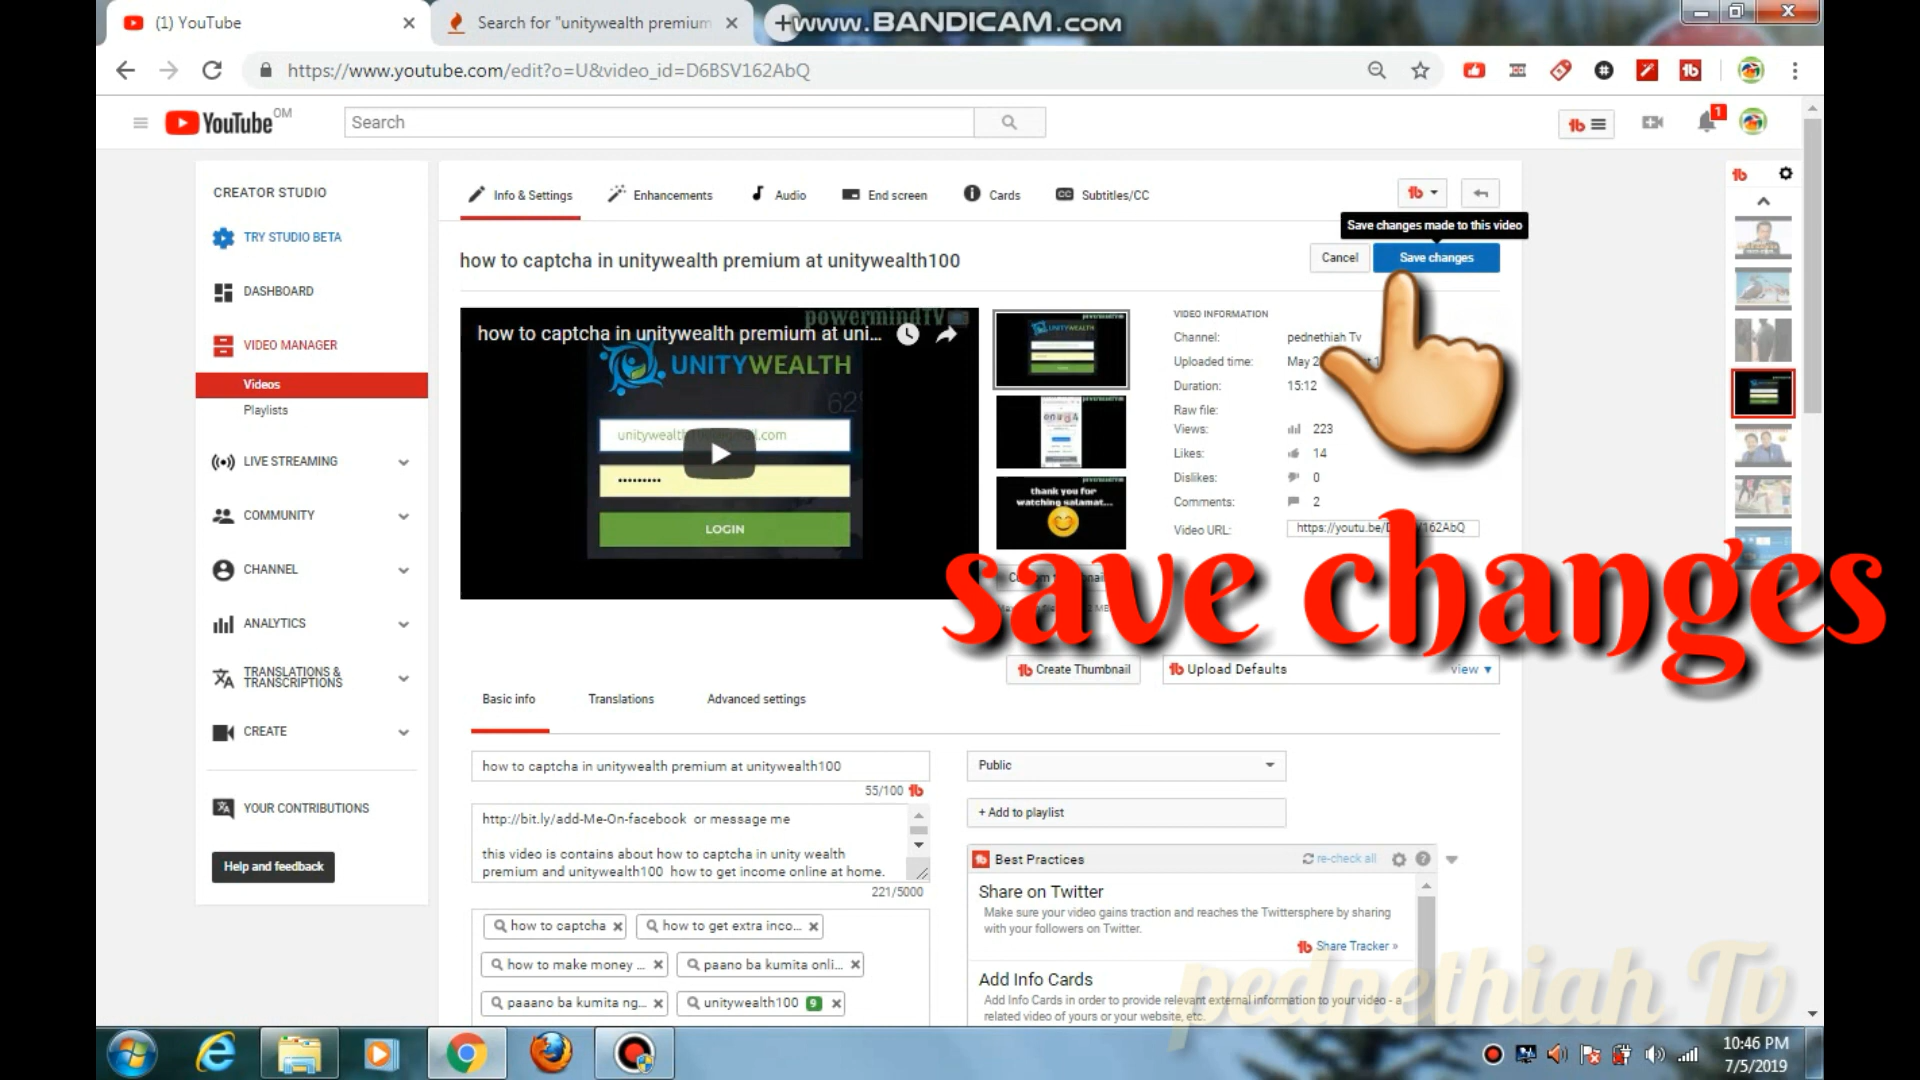 (1) YouTube
Search for "unitywealth premium
www.BANDICAM.com
https://www.youtube.com/edit?o=U&video_id=D6BSV162AbQ
YouTube OM
Search
1
CREATOR STUDIO
TRY STUDIO BETA
DASHBOARD
VIDEO MANAGER
Videos
Playlists
LIVE STREAMING
COMMUNITY
CHANNEL
ANALYTICS
TRANSLATIONS &
TRANSCRIPTIONS
CREATE
YOUR CONTRIBUTIONS
Help and feedback
Info & Settings
Enhancements
Audio
End screen
Cards
CC Subtitles/CC
Save changes made to this video
how to captcha in unitywealth premium at unitywealth100
Cancel
Save changes
powermindTV
how to captcha in unitywealth premium at uni...
UNITYWEALTH
62
LOGIN
thank you for
watching salamat...
VIDEO INFORMATION
Channel: pednethiah Tv
Uploaded time: May
Duration: 15:12
Raw file:
Views: 223
Likes: 14
Dislikes: 0
Comments: 2
Video URL: https://youtu.be/
save changes
Create Thumbnail
Upload Defaults
view
Basic info
Translations
Advanced settings
how to captcha in unitywealth premium at unitywealth100
55/100
http://bit.ly/add-Me-On-facebook or message me
this video is contains about how to captcha in unity wealth
premium and unitywealth100 how to get income online at home.
221/5000
how to captcha
how to get extra inco...
how to make money ...
paano ba kumita onli...
paaano ba kumita ng...
unitywealth100 9
Public
+ Add to playlist
Best Practices
re-check all
Share on Twitter
Make sure your video gains traction and reaches the Twittersphere by sharing
with your followers on Twitter.
Share Tracker »
Add Info Cards
Add Info Cards in order to provide relevant external information to your video - a
related video of yours or your website, etc.
pednethiah Tv
10:46 PM
7/5/2019